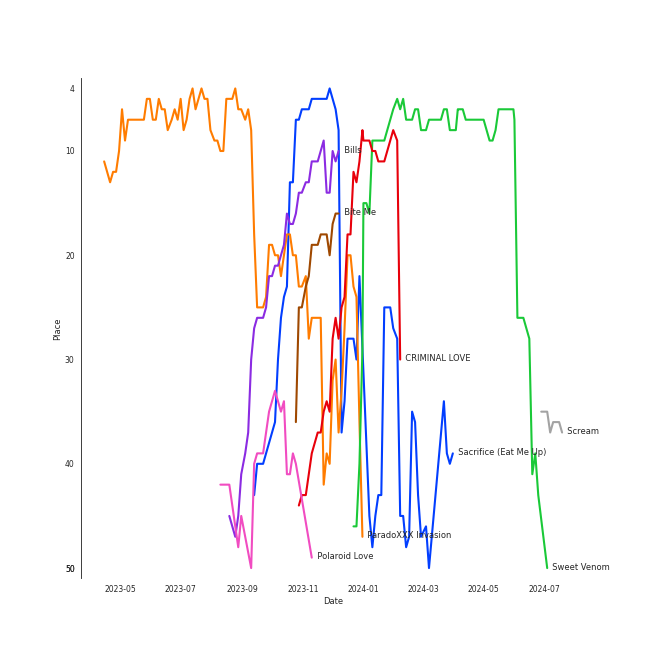 4
10
20
30
40
50
Place
Bills
Bite Me
CRIMINAL LOVE
Scream
Sacrifice (Eat Me Up)
ParadoXXX Invasion
Polaroid Love
Sweet Venom
2023-05
2023-07
2023-09
2023-11
2024-01
2024-03
2024-05
2024-07
Date